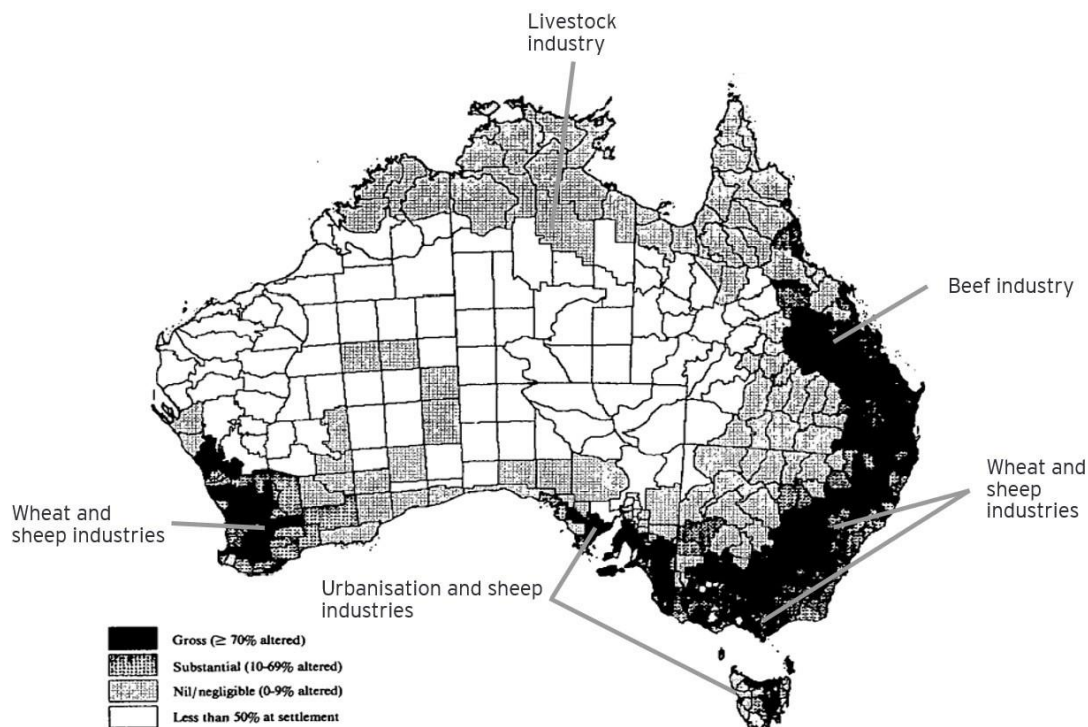 Livestock
industry
Beef industry
Wheat and
sheep
industries
Wheat and
sheep industries
Urbanisation and sheep
industries
Gross (≥ 70% altered)
Substantial (10-69% altered)
Nil/negligible (0-9% altered)
Less than 50% at settlement